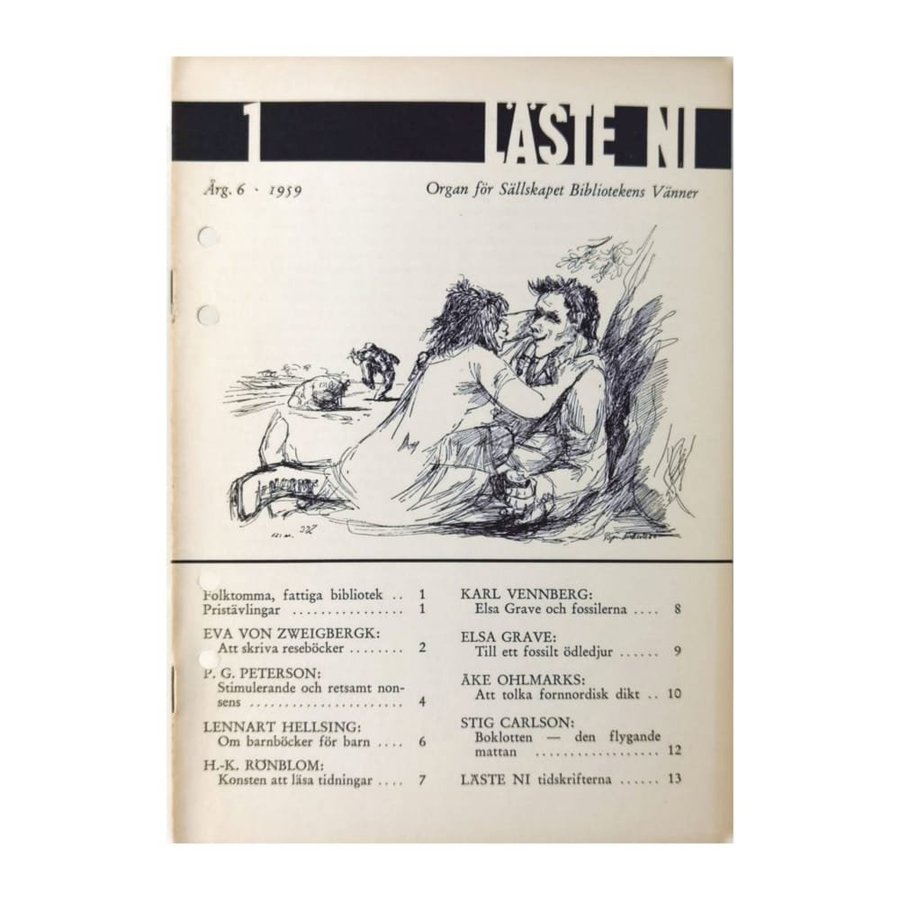 1 LÄSTE NI
Årg. 6 · 1959 Organ för Sällskapet Bibliotekens Vänner
Folktomma, fattiga bibliotek .. 1
Pristävlingar ................ 1
EVA VON ZWEIGBERGK:
Att skriva reseböcker ........ 2
P. G. PETERSON:
Stimulerande och retsamt non-
sens ...................... 4
LENNART HELLSING:
Om barnböcker för barn .... 6
H.-K. RÖNBLOM:
Konsten att läsa tidningar .... 7
KARL VENNBERG:
Elsa Grave och fossilerna .... 8
ELSA GRAVE:
Till ett fossilt ödledjur ...... 9
ÅKE OHLMARKS:
Att tolka fornnordisk dikt .. 10
STIG CARLSON:
Boklotten — den flygande
mattan .................. 12
LÄSTE NI tidskrifterna ...... 13